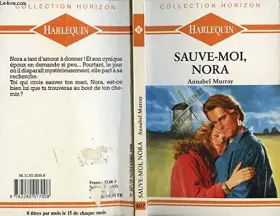 COLLECTION HORIZON
HARLEQUIN
Nora a tant d'amour à donner ! Et son cynique
époux en demande si peu... Pourtant, le jour
où il disparaît mystérieusement, elle part à sa
recherche.
Toi qui crois sauver ton mari, Nora, est-ce
bien lui que tu trouveras au bout de ton che-
min ?
8 titres par mois le 15 de chaque mois
SAUVE-MOI, NORA
Annabel Murray
COLLECTION HORIZON
HARLEQUIN
SAUVE-MOI,
NORA
Annabel Murray